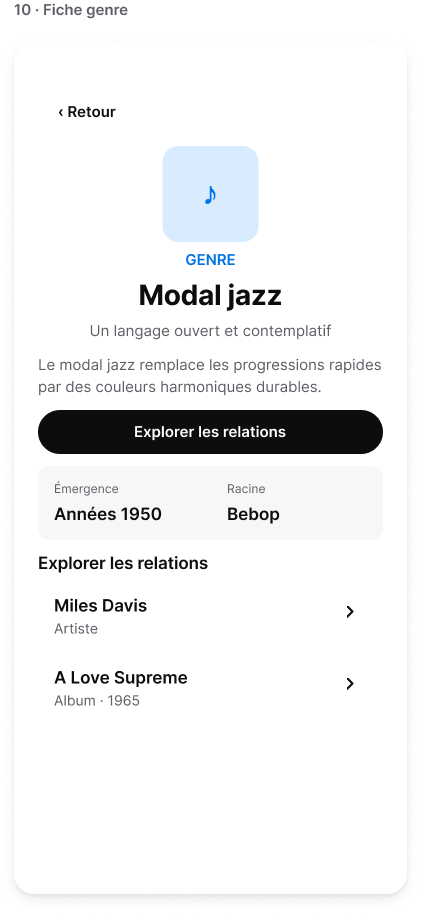 10 · Fiche genre
‹ Retour
♪
GENRE
Modal jazz
Un langage ouvert et contemplatif
Le modal jazz remplace les progressions rapides
par des couleurs harmoniques durables.
Explorer les relations
Émergence
Années 1950
Racine
Bebop
Explorer les relations
Miles Davis
Artiste
A Love Supreme
Album · 1965